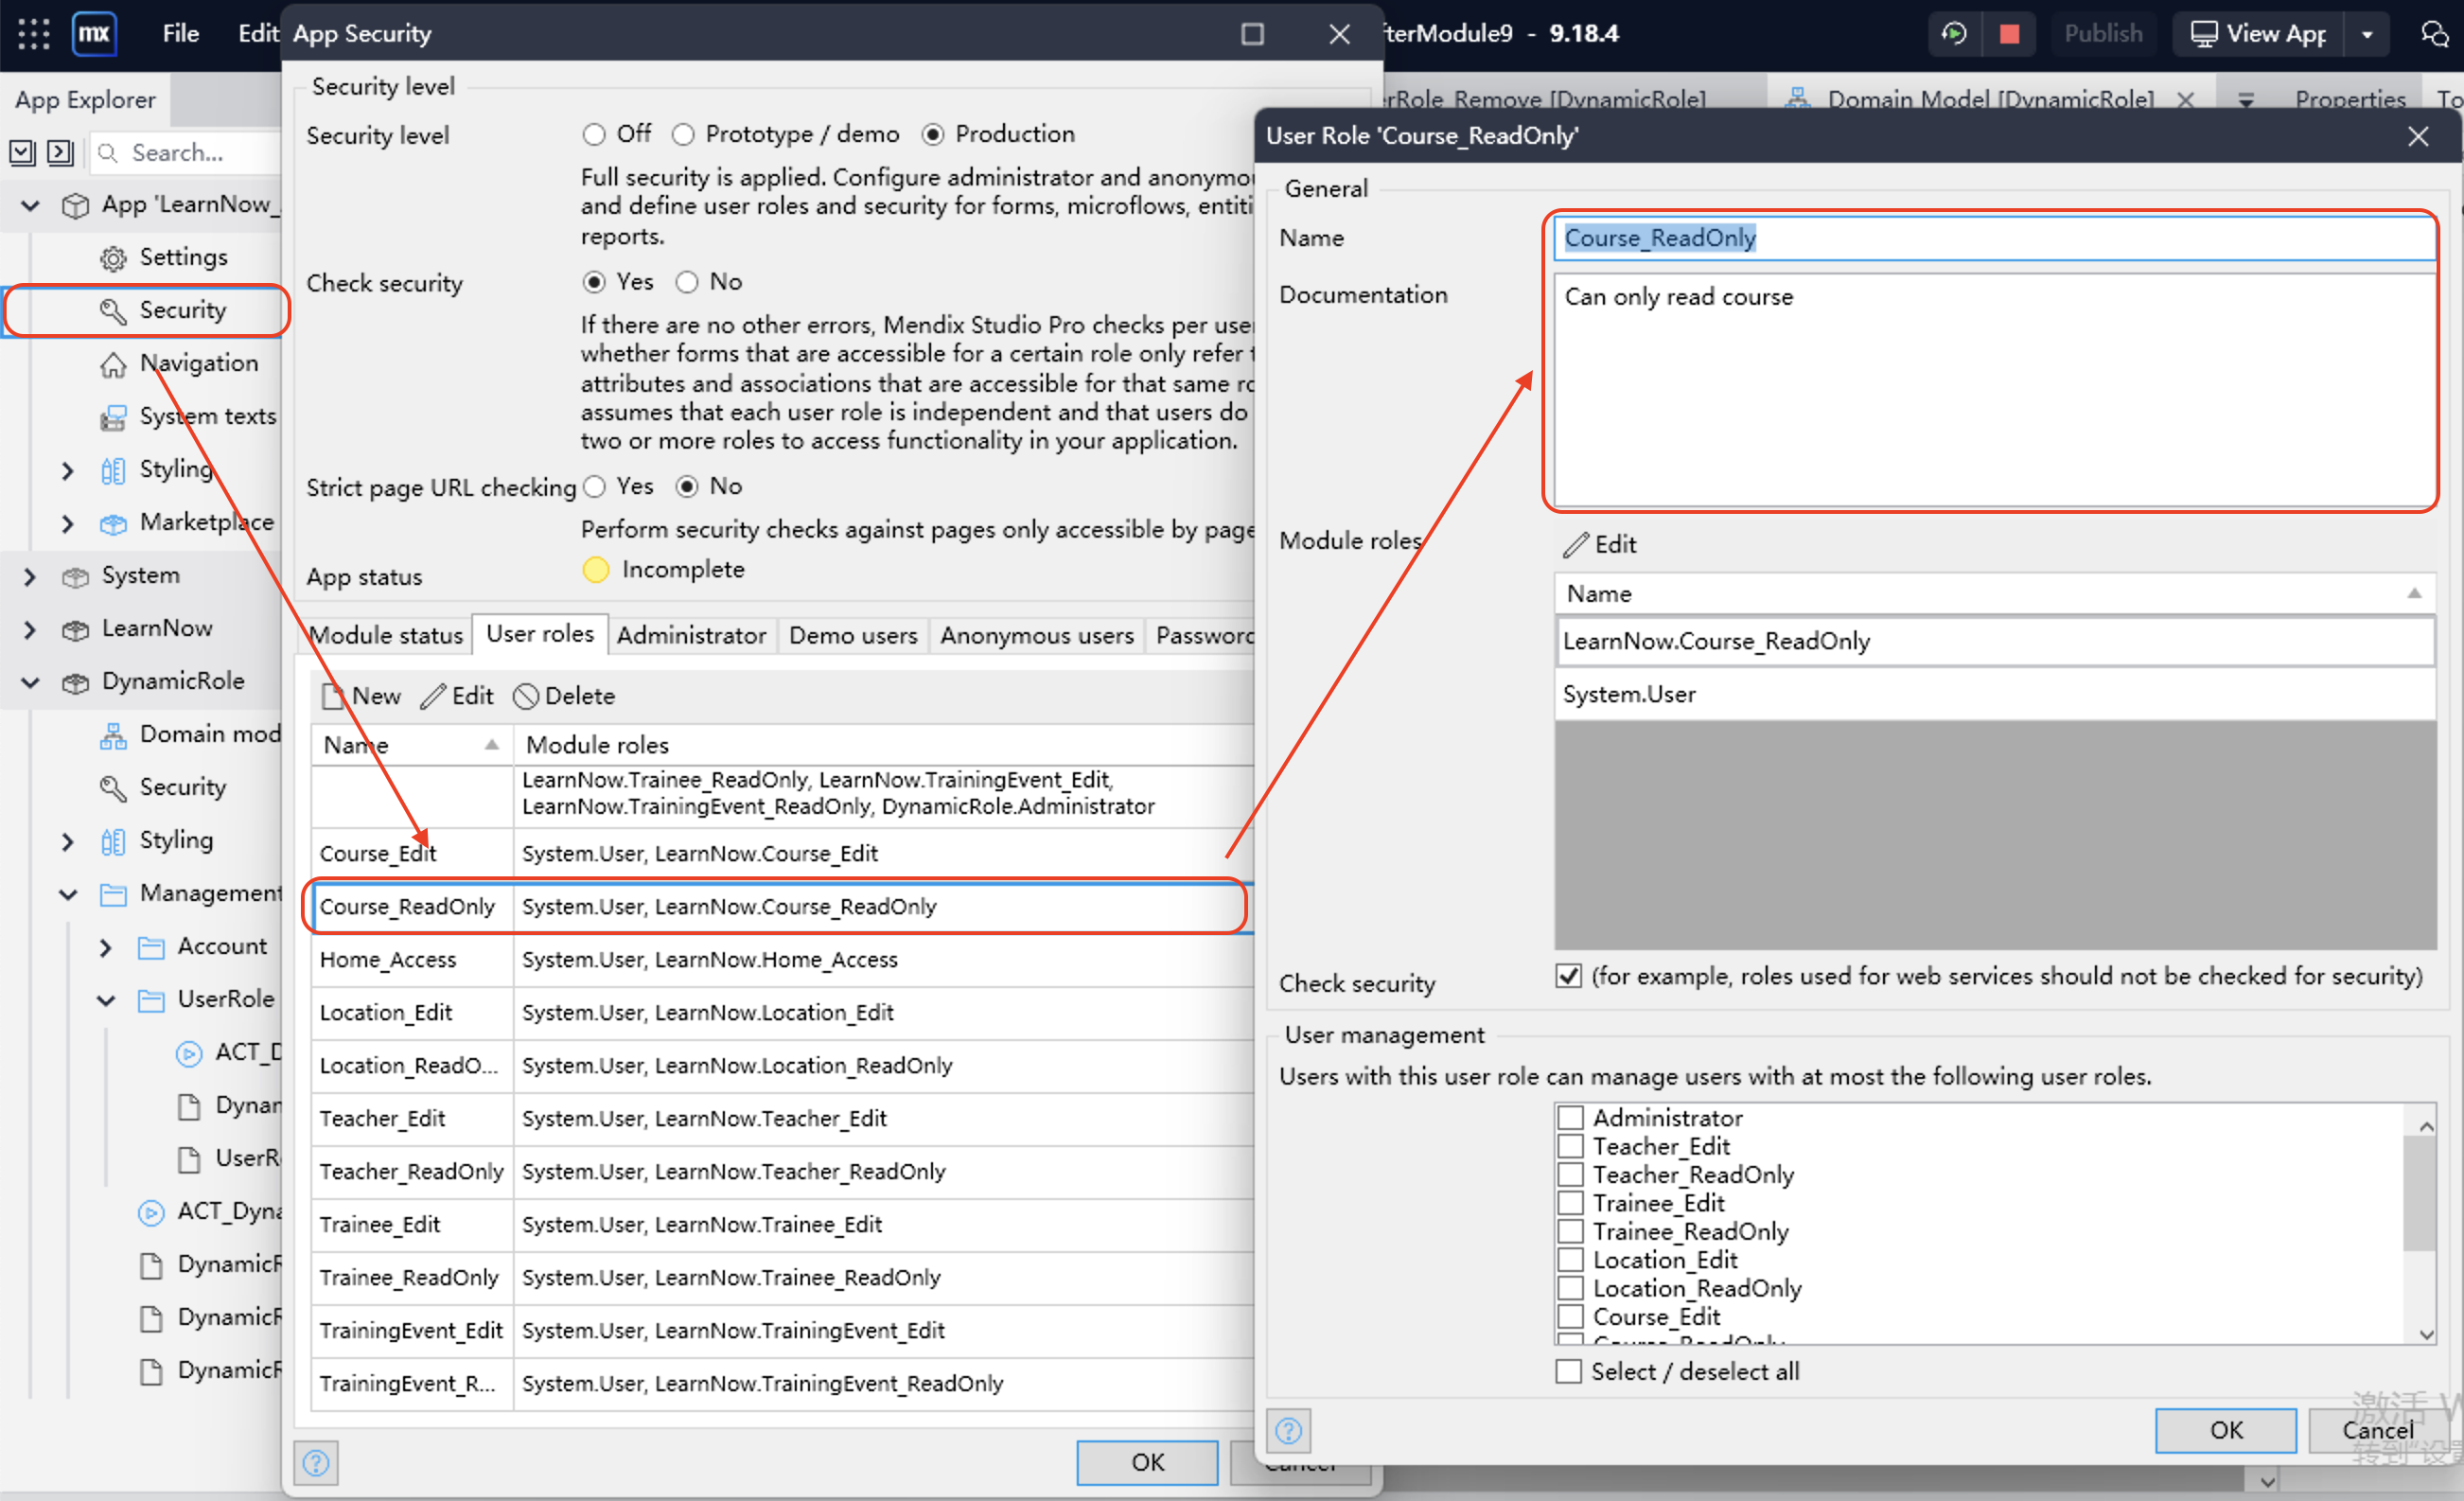 mx
File
Edit
App Security
fterModule9 - 9.18.4
Publish
View App
App Explorer
Search...
App 'LearnNow_
Settings
Security
Navigation
System texts
Styling
Marketplace
System
LearnNow
DynamicRole
Domain mod
Security
Styling
Management
Account
UserRole
ACT_D
Dynan
UserR
ACT_Dyna
DynamicR
DynamicR
DynamicR
Security level
Security level
Off
Prototype / demo
Production
Full security is applied. Configure administrator and anonymou
and define user roles and security for forms, microflows, entiti
reports.
Check security
Yes
No
If there are no other errors, Mendix Studio Pro checks per user
whether forms that are accessible for a certain role only refer t
attributes and associations that are accessible for that same ro
assumes that each user role is independent and that users do
two or more roles to access functionality in your application.
Strict page URL checking
Yes
No
Perform security checks against pages only accessible by page
App status
Incomplete
Module status
User roles
Administrator
Demo users
Anonymous users
Password
New
Edit
Delete
Name
Module roles
LearnNow.Trainee_ReadOnly, LearnNow.TrainingEvent_Edit,
LearnNow.TrainingEvent_ReadOnly, DynamicRole.Administrator
Course_Edit
System.User, LearnNow.Course_Edit
Course_ReadOnly
System.User, LearnNow.Course_ReadOnly
Home_Access
System.User, LearnNow.Home_Access
Location_Edit
System.User, LearnNow.Location_Edit
Location_ReadO...
System.User, LearnNow.Location_ReadOnly
Teacher_Edit
System.User, LearnNow.Teacher_Edit
Teacher_ReadOnly
System.User, LearnNow.Teacher_ReadOnly
Trainee_Edit
System.User, LearnNow.Trainee_Edit
Trainee_ReadOnly
System.User, LearnNow.Trainee_ReadOnly
TrainingEvent_Edit
System.User, LearnNow.TrainingEvent_Edit
TrainingEvent_R...
System.User, LearnNow.TrainingEvent_ReadOnly
OK
Cancel
erRole_Remove [DynamicRole]
Domain Model [DynamicRole]
Properties
To
User Role 'Course_ReadOnly'
General
Name
Course_ReadOnly
Documentation
Can only read course
Module roles
Edit
Name
LearnNow.Course_ReadOnly
System.User
Check security
(for example, roles used for web services should not be checked for security)
User management
Users with this user role can manage users with at most the following user roles.
Administrator
Teacher_Edit
Teacher_ReadOnly
Trainee_Edit
Trainee_ReadOnly
Location_Edit
Location_ReadOnly
Course_Edit
Course_ReadOnly
Select / deselect all
激活 W
OK
Cancel
转到"设置